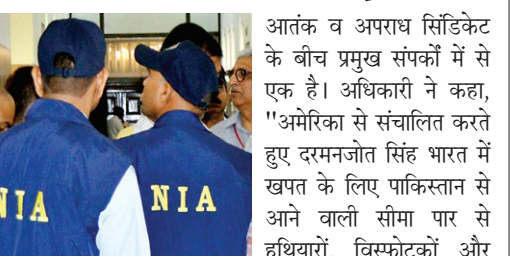 आतंक व अपराध सिंडिकेट
के बीच प्रमुख संपर्कों में से
एक है। अधिकारी ने कहा,
"अमेरिका से संचालित करते
हुए दरमनजोत सिंह भारत में
खपत के लिए पाकिस्तान से
आने वाली सीमा पार से
हथियारों, विस्फोटकों और
NIA
NIA